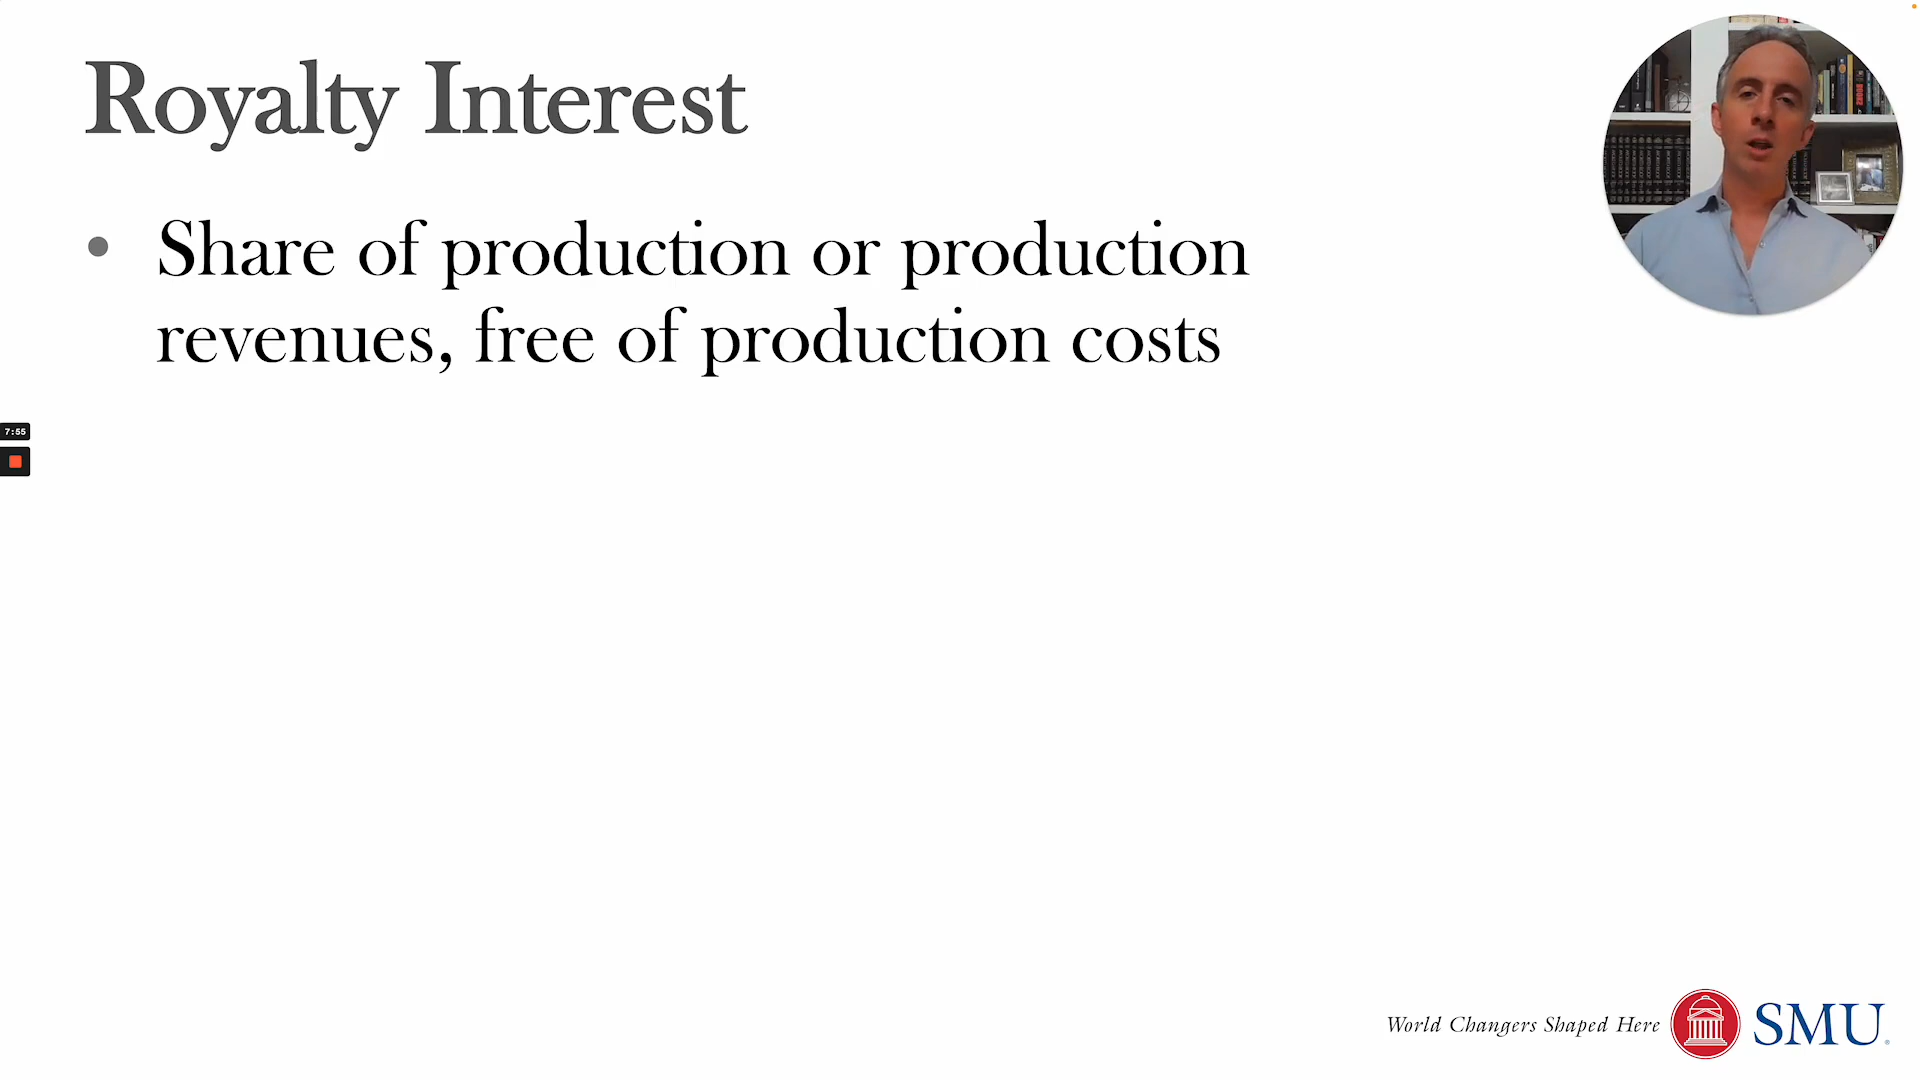 Royalty Interest
• Share of production or production
revenues, free of production costs
7:55
World Changers Shaped Here
SMU